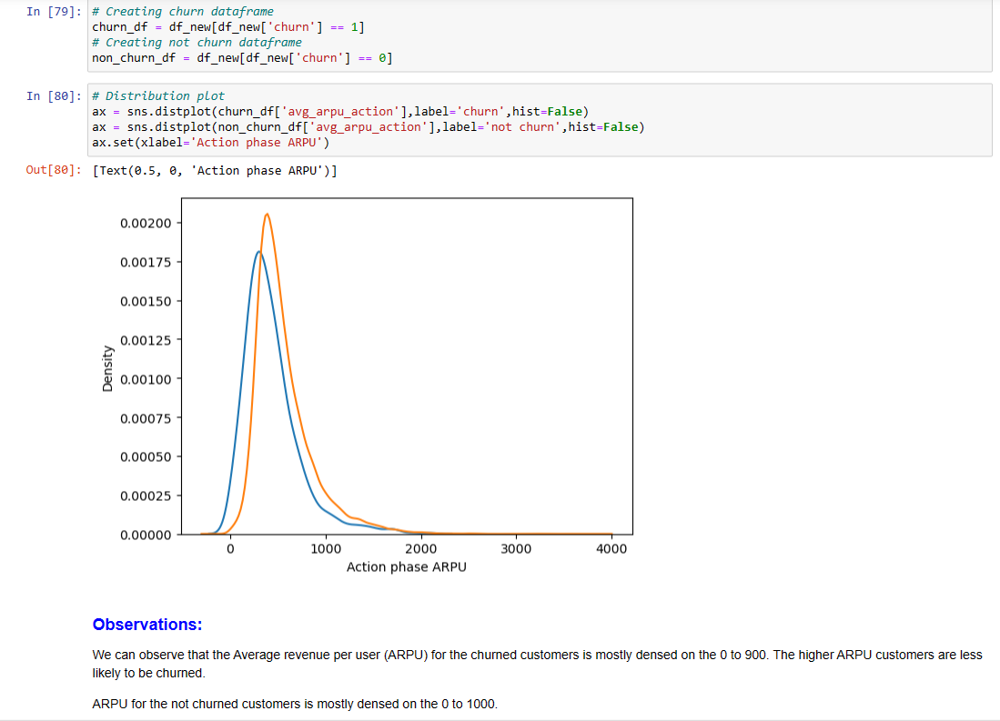 In [79]: # Creating churn dataframe
churn_df = df_new[df_new['churn'] == 1]
# Creating not churn dataframe
non_churn_df = df_new[df_new['churn'] == 0]
In [80]: # Distribution plot
ax = sns.distplot(churn_df['avg_arpu_action'],label='churn',hist=False)
ax = sns.distplot(non_churn_df['avg_arpu_action'],label='not churn',hist=False)
ax.set(xlabel='Action phase ARPU')
Out[80]: [Text(0.5, 0, 'Action phase ARPU')]
0.00200
0.00175
0.00150
0.00125
0.00100
0.00075
0.00050
0.00025
0.00000
Density
0 1000 2000 3000 4000
Action phase ARPU
Observations:
We can observe that the Average revenue per user (ARPU) for the churned customers is mostly densed on the 0 to 900. The higher ARPU customers are less
likely to be churned.
ARPU for the not churned customers is mostly densed on the 0 to 1000.